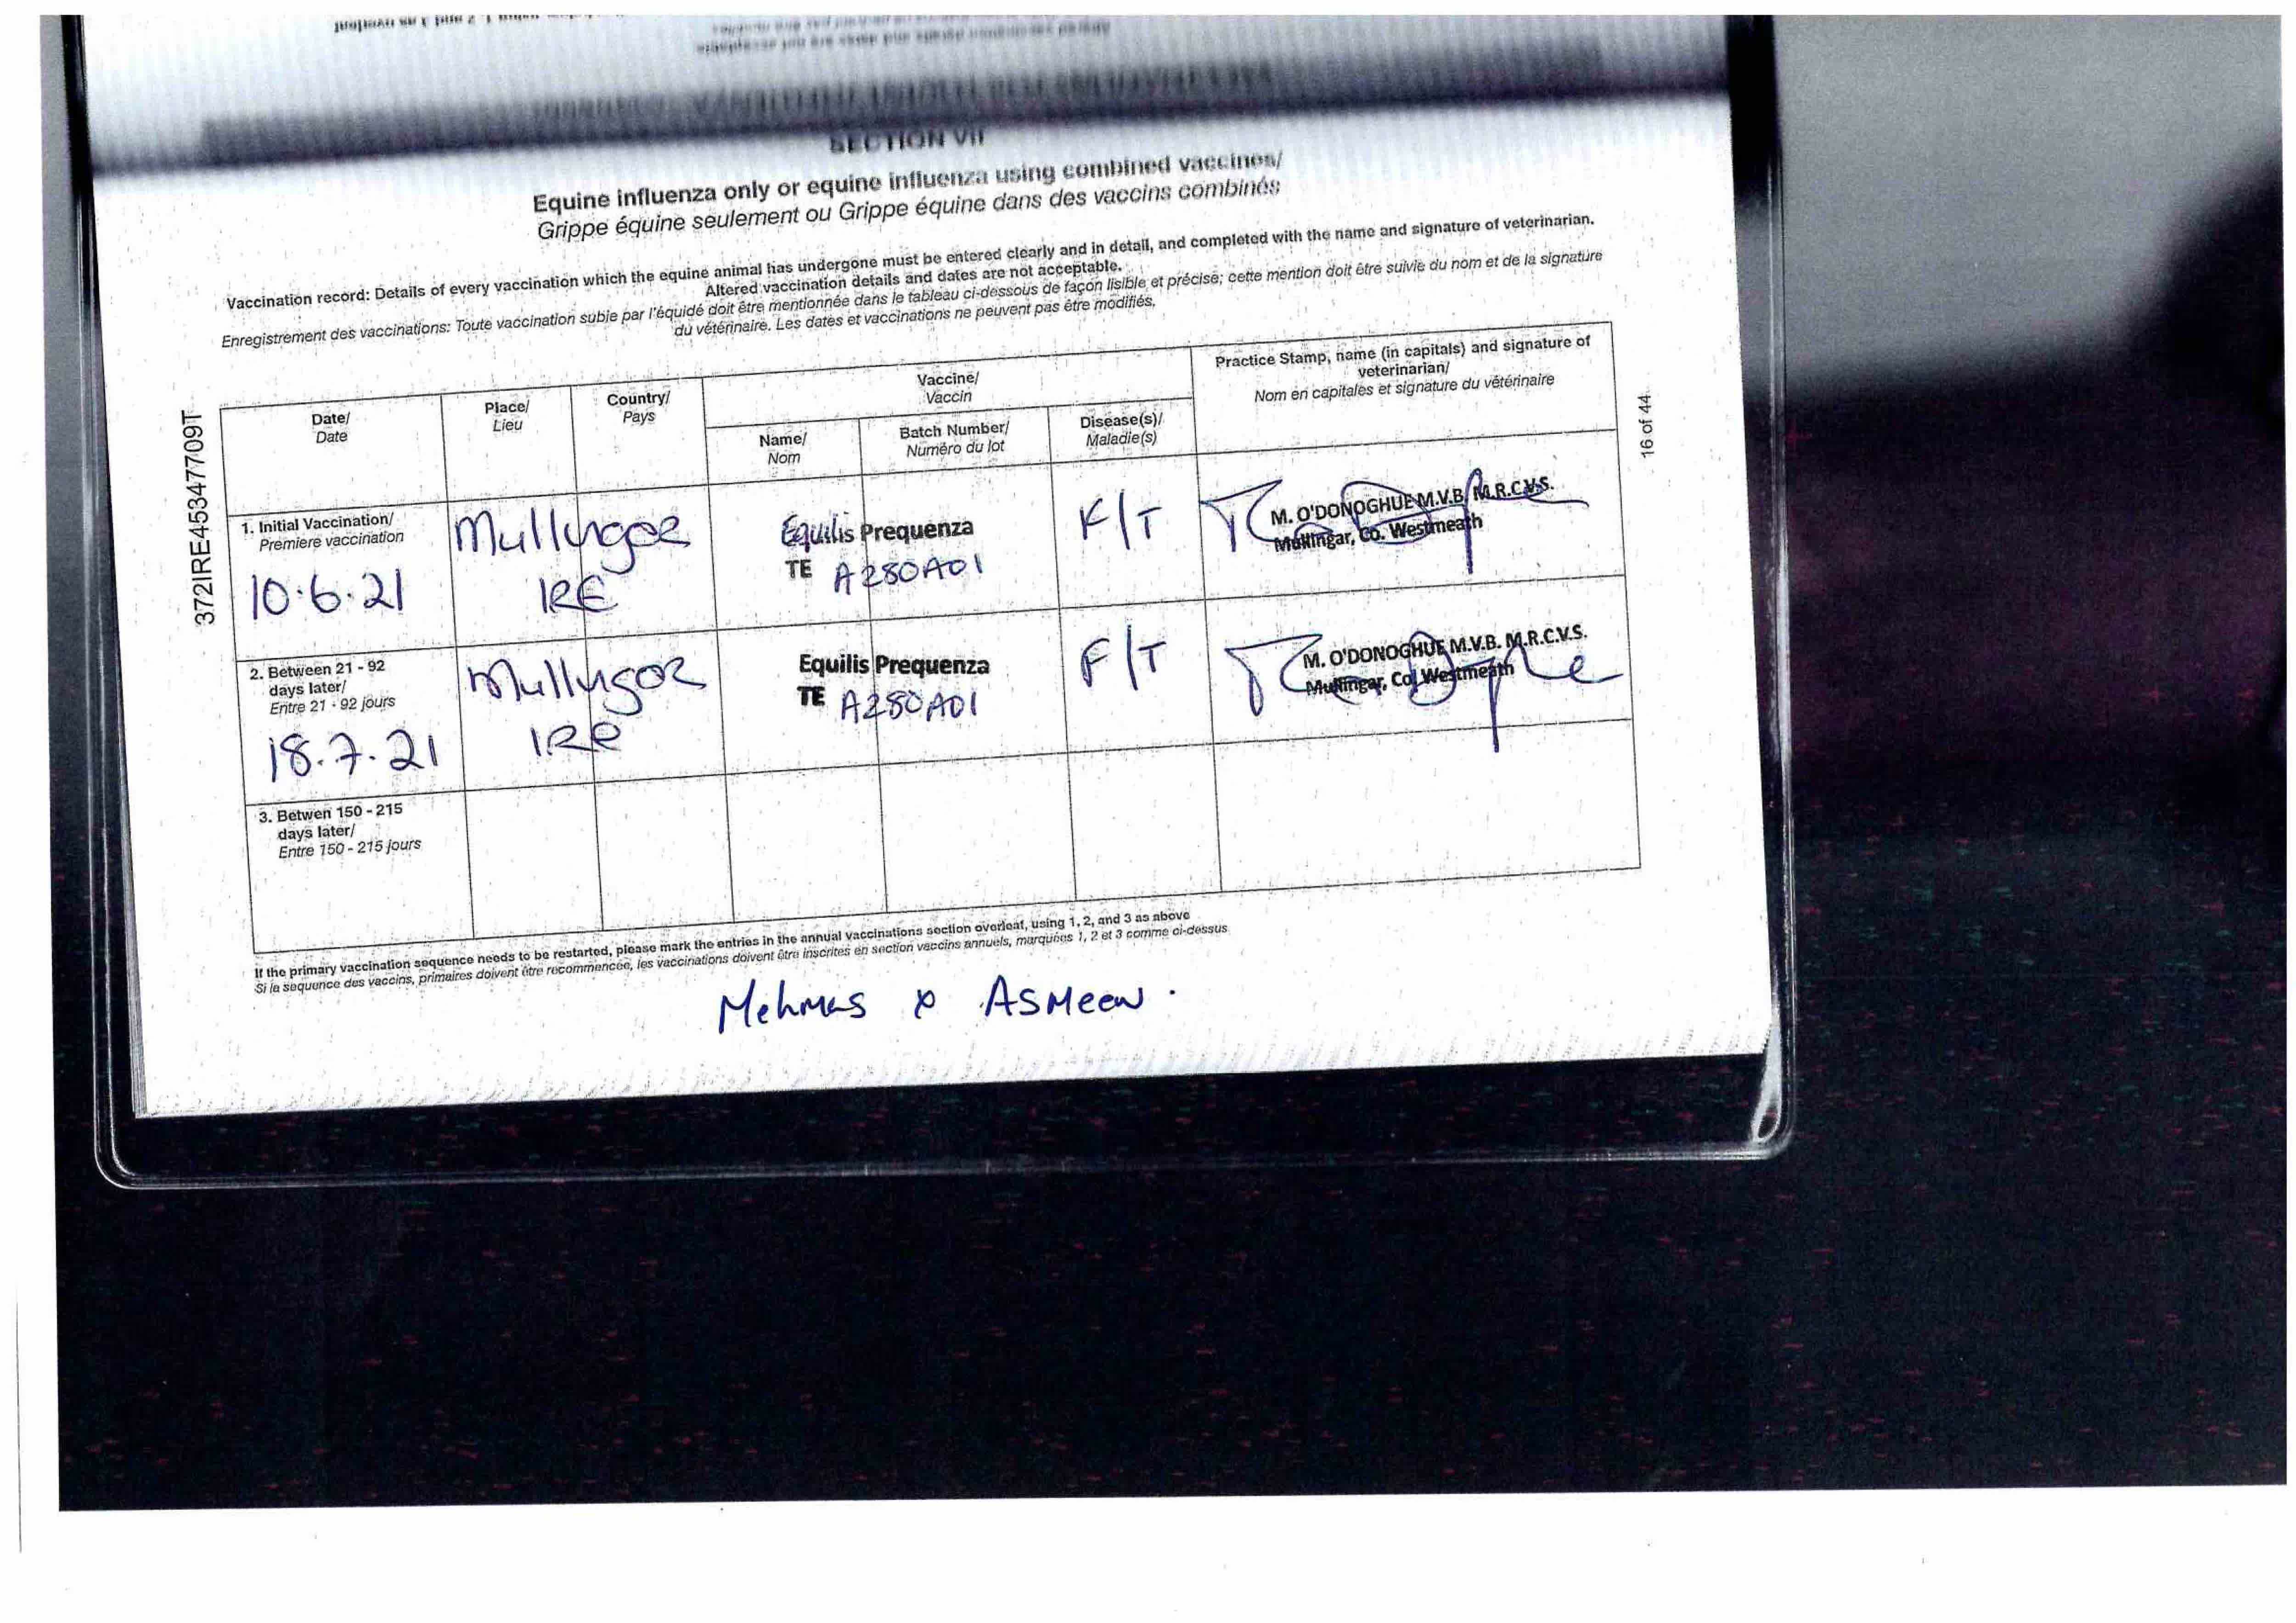 SECTION VII
Equine influenza only or equine influenza using combined vaccines/
Grippe équine seulement ou Grippe équine dans des vaccins combinés
Vaccination record: Details of every vaccination which the equine animal has undergone must be entered clearly and in detail, and completed with the name and signature of veterinarian.
Altered vaccination details and dates are not acceptable.
Enregistrement des vaccinations: Toute vaccination subie par l'équidé doit être mentionnée dans le tableau ci-dessous de façon lisible et précise; cette mention doit être suivie du nom et de la signature
du vétérinaire. Les dates et vaccinations ne peuvent pas être modifiés.
372IRE45347709T
16 of 44
Date/
Date
Place/
Lieu
Country/
Pays
Vaccine/
Vaccin
Name/
Nom
Batch Number/
Numéro du lot
Disease(s)/
Maladie(s)
Practice Stamp, name (in capitals) and signature of
veterinarian/
Nom en capitales et signature du vétérinaire
1. Initial Vaccination/
Premiere vaccination
10.6.21
Mullingar
IRE
Equilis Prequenza
TE A280A01
F/T
M. O'DONOGHUE M.V.B. M.R.C.V.S.
Mullingar, Co. Westmeath
2. Between 21 - 92
days later/
Entre 21 - 92 jours
18.7.21
Mullingar
IRE
Equilis Prequenza
TE A280A01
F/T
M. O'DONOGHUE M.V.B. M.R.C.V.S.
Mullingar, Co. Westmeath
3. Betwen 150 - 215
days later/
Entre 150 - 215 jours
If the primary vaccination sequence needs to be restarted, please mark the entries in the annual vaccinations section overleaf, using 1, 2, and 3 as above
Si la sequence des vaccins, primaires doivent être recommencée, les vaccinations doivent être inscrites en section vaccins annuels, marquées 1, 2 et 3 comme ci-dessus
Mehmas x Asmeen.